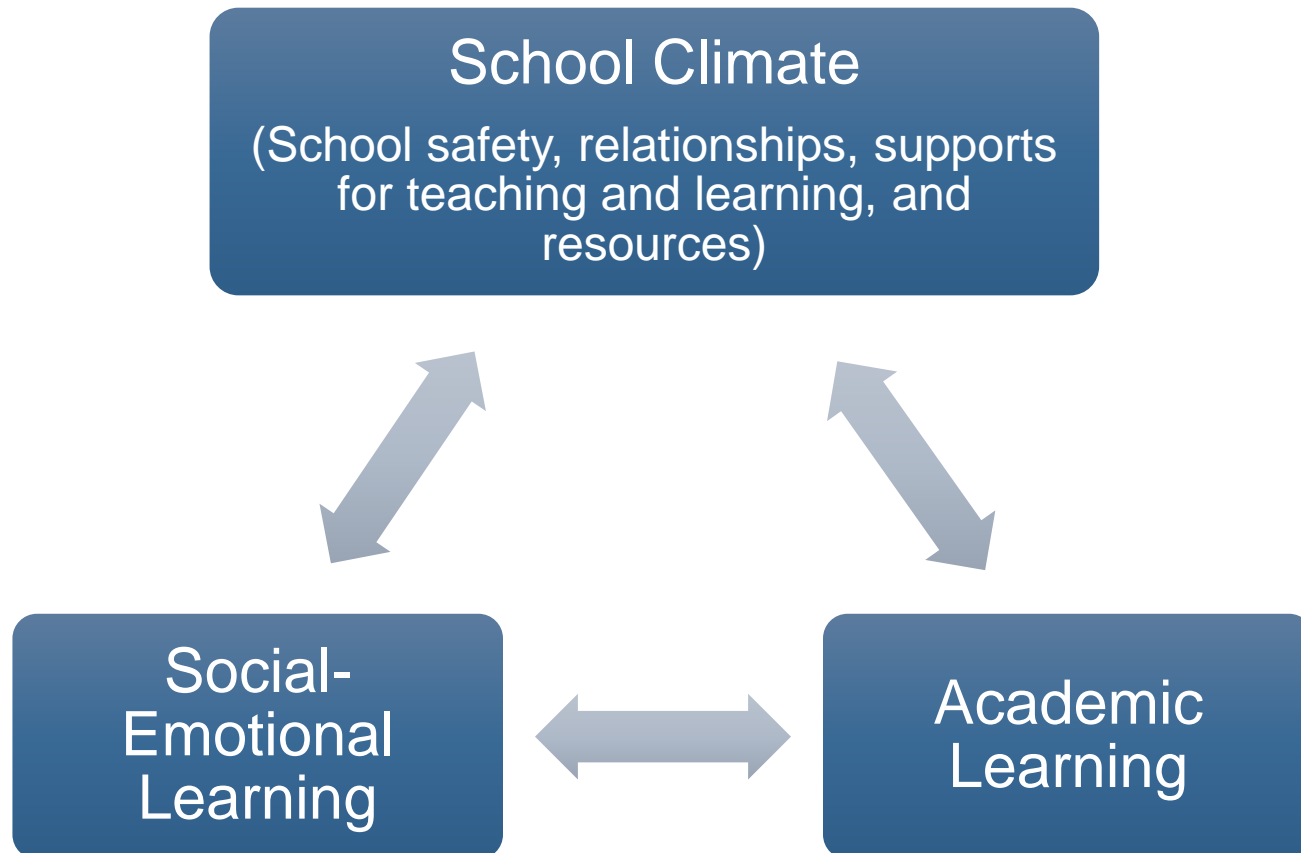 School Climate
(School safety, relationships, supports
for teaching and learning, and
resources)
Social-
Emotional
Learning
Academic
Learning